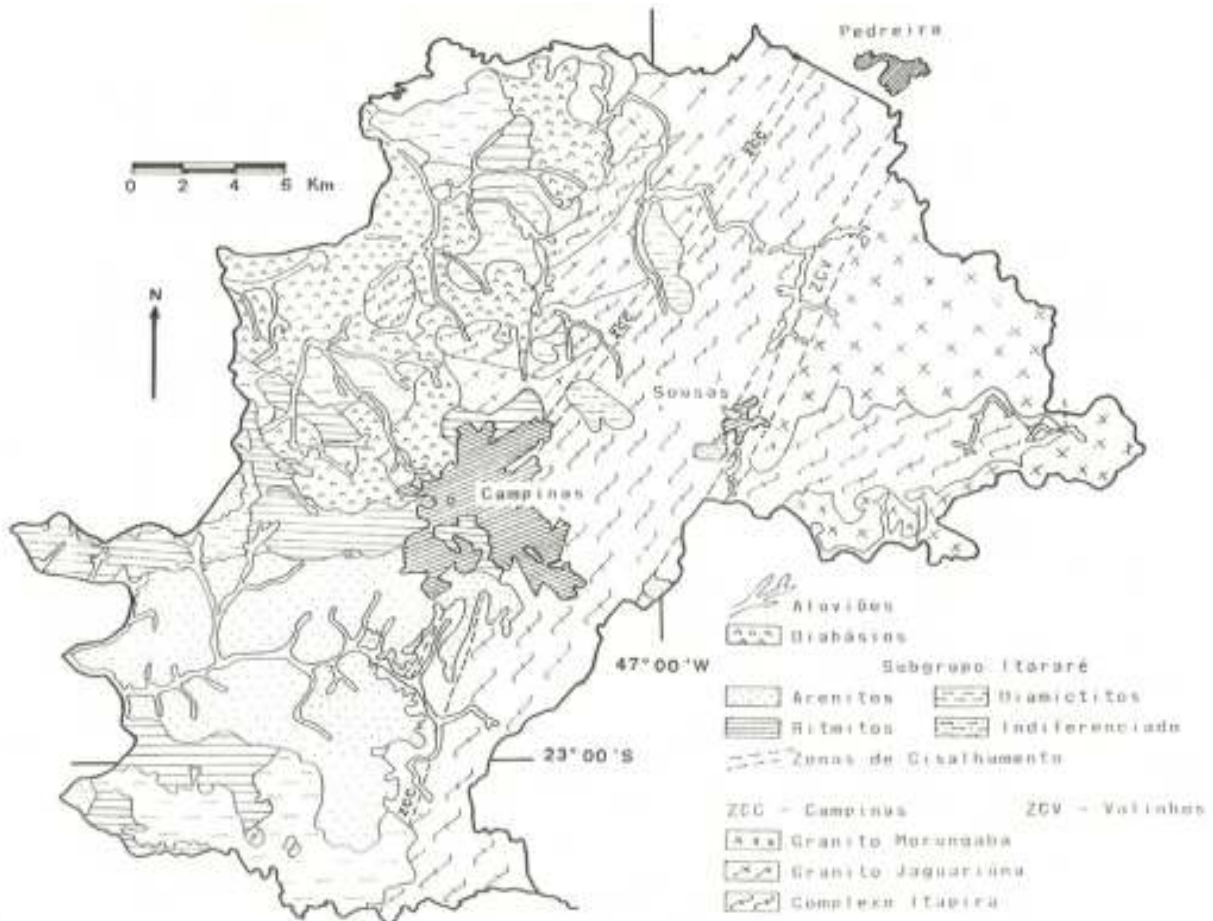 Pedreira
ZCC
0 2 4 6 Km
N
ZCV
ZCC
Sousas
Campinas
47°00'W
23°00'S
ZCC
Aluviões
Diabásios
Subgrupo Itararé
Arenitos Diamictitos
Ritmitos Indiferenciado
Zonas de Cisalhamento
ZCC - Campinas ZCV - Valinhos
Granito Morungaba
Granito Jaguariúna
Complexo Itapira